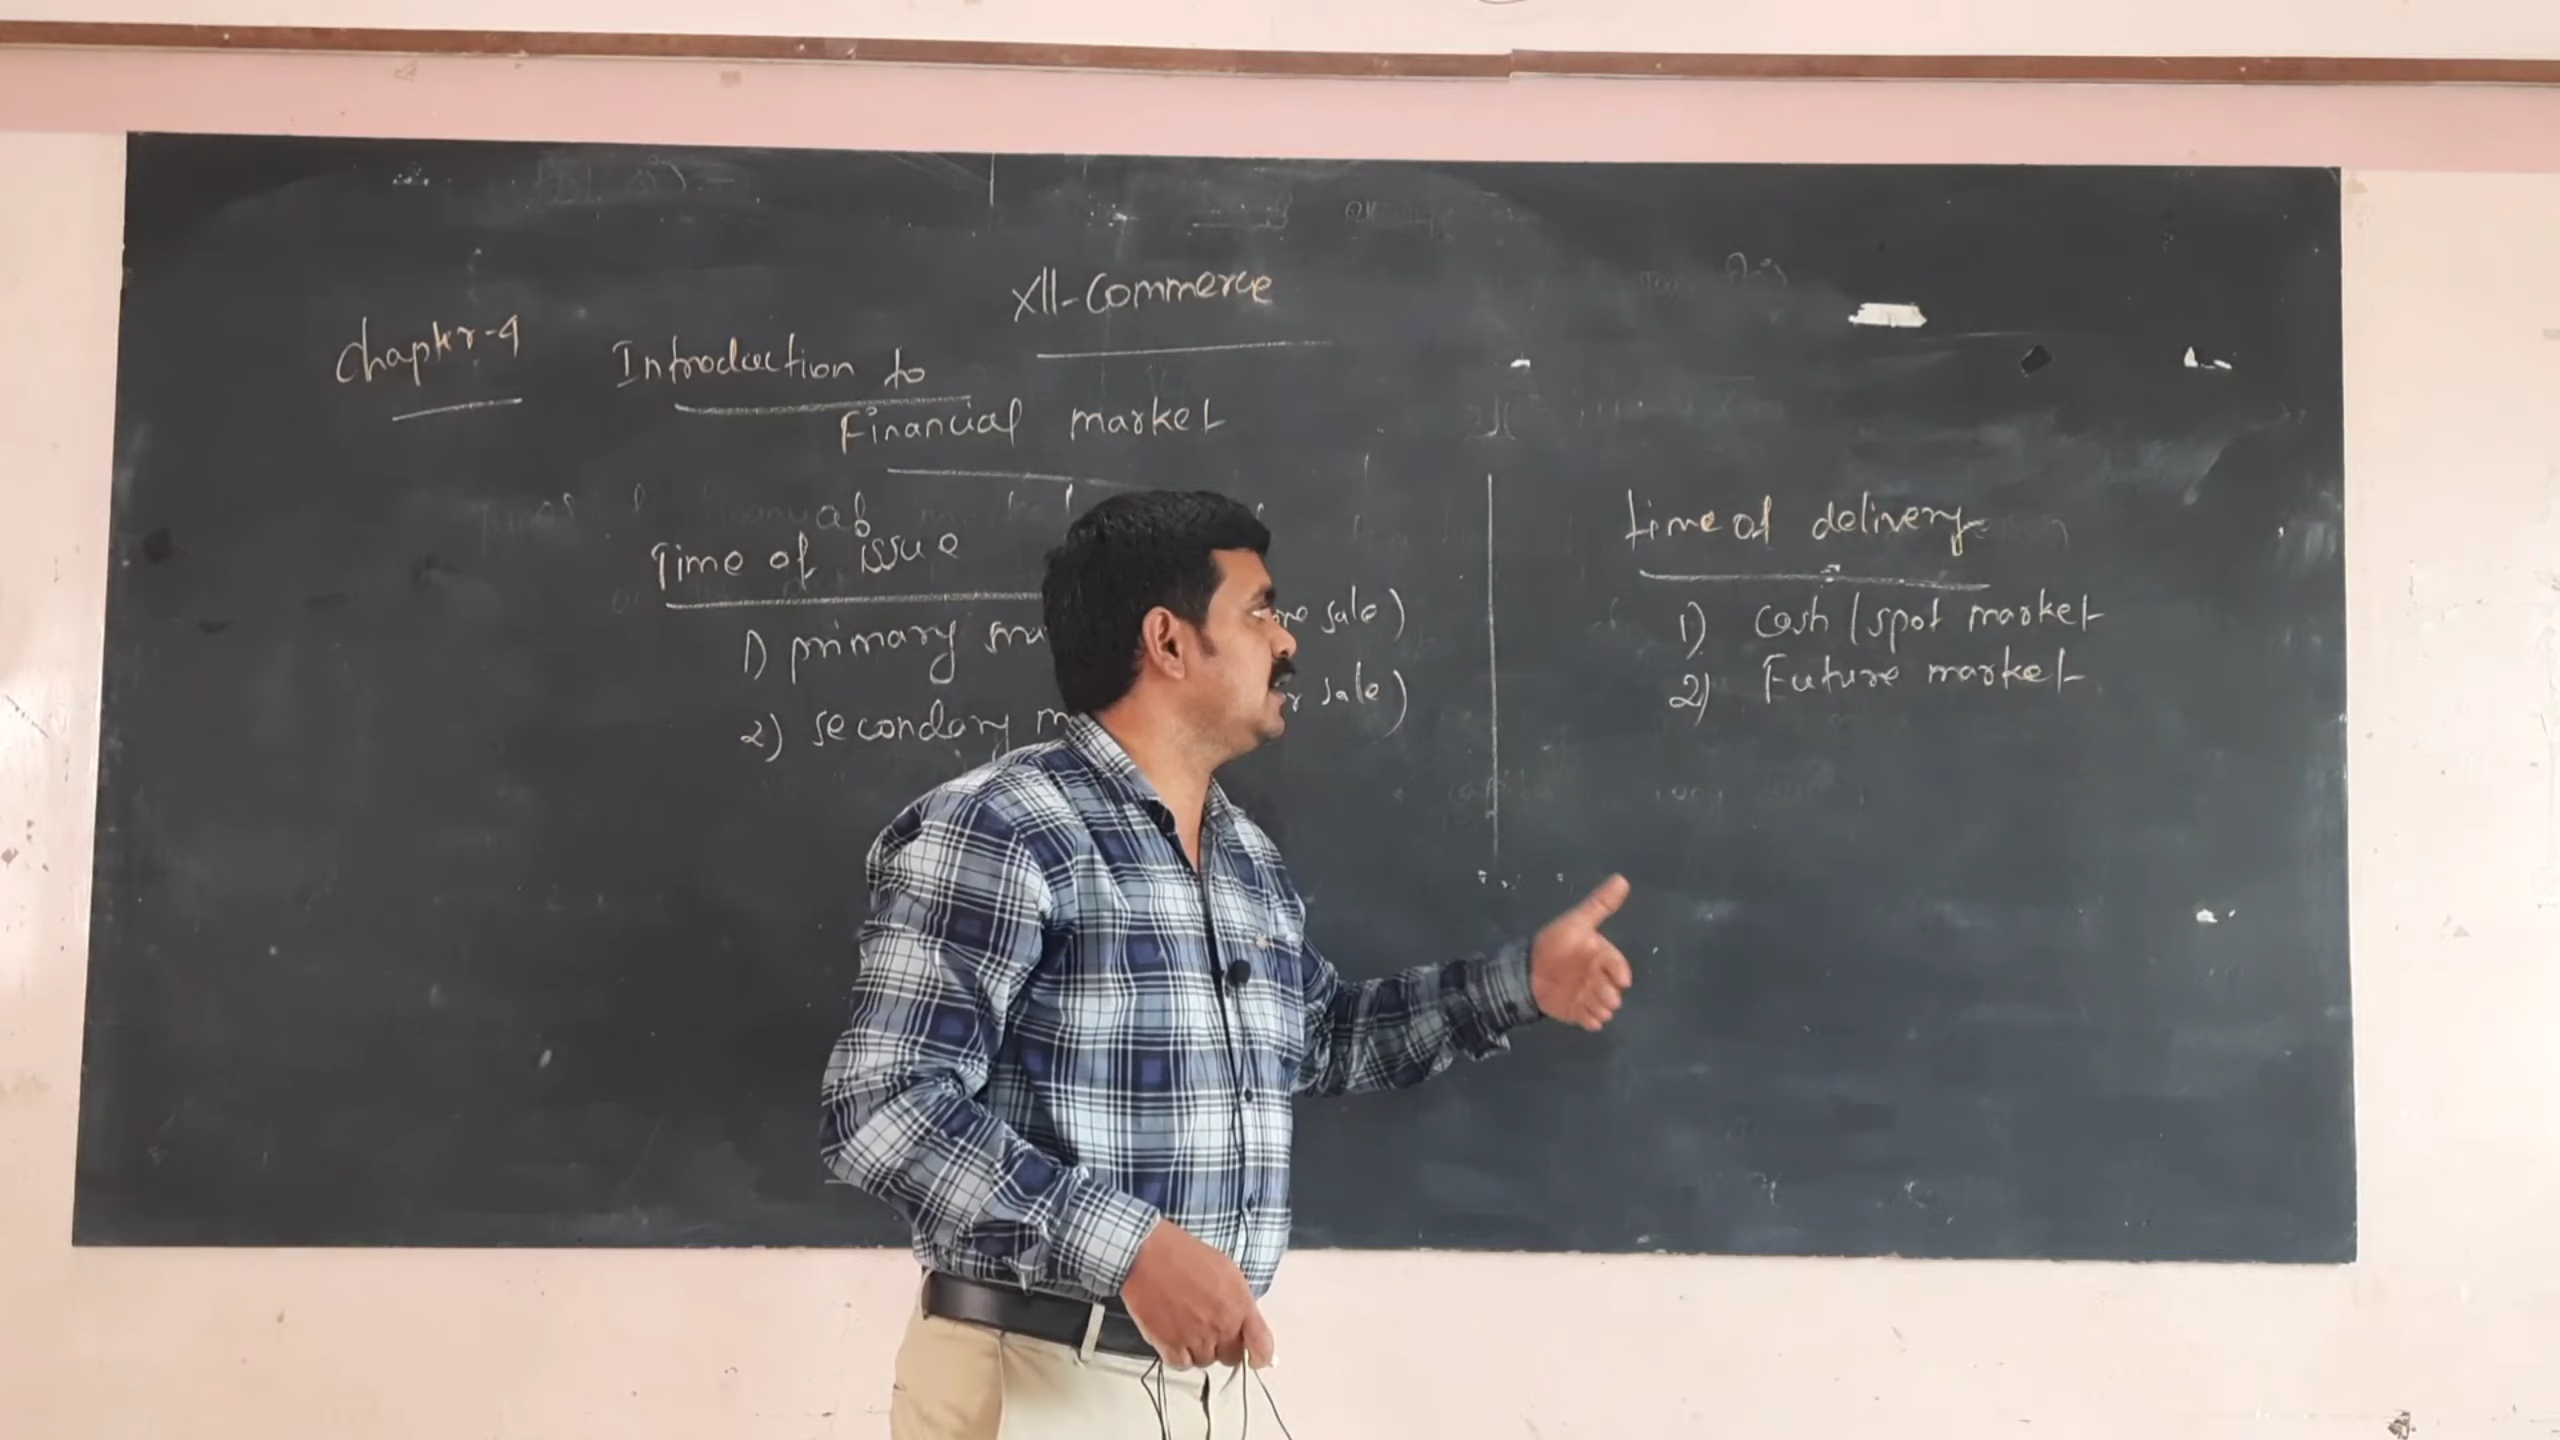 XII-Commerce
Chapter-4
Introduction to
Financial market
Time of issue
1) primary sale)
2) secondary sale)
time of delivery
1) cash / spot market
2) Future market